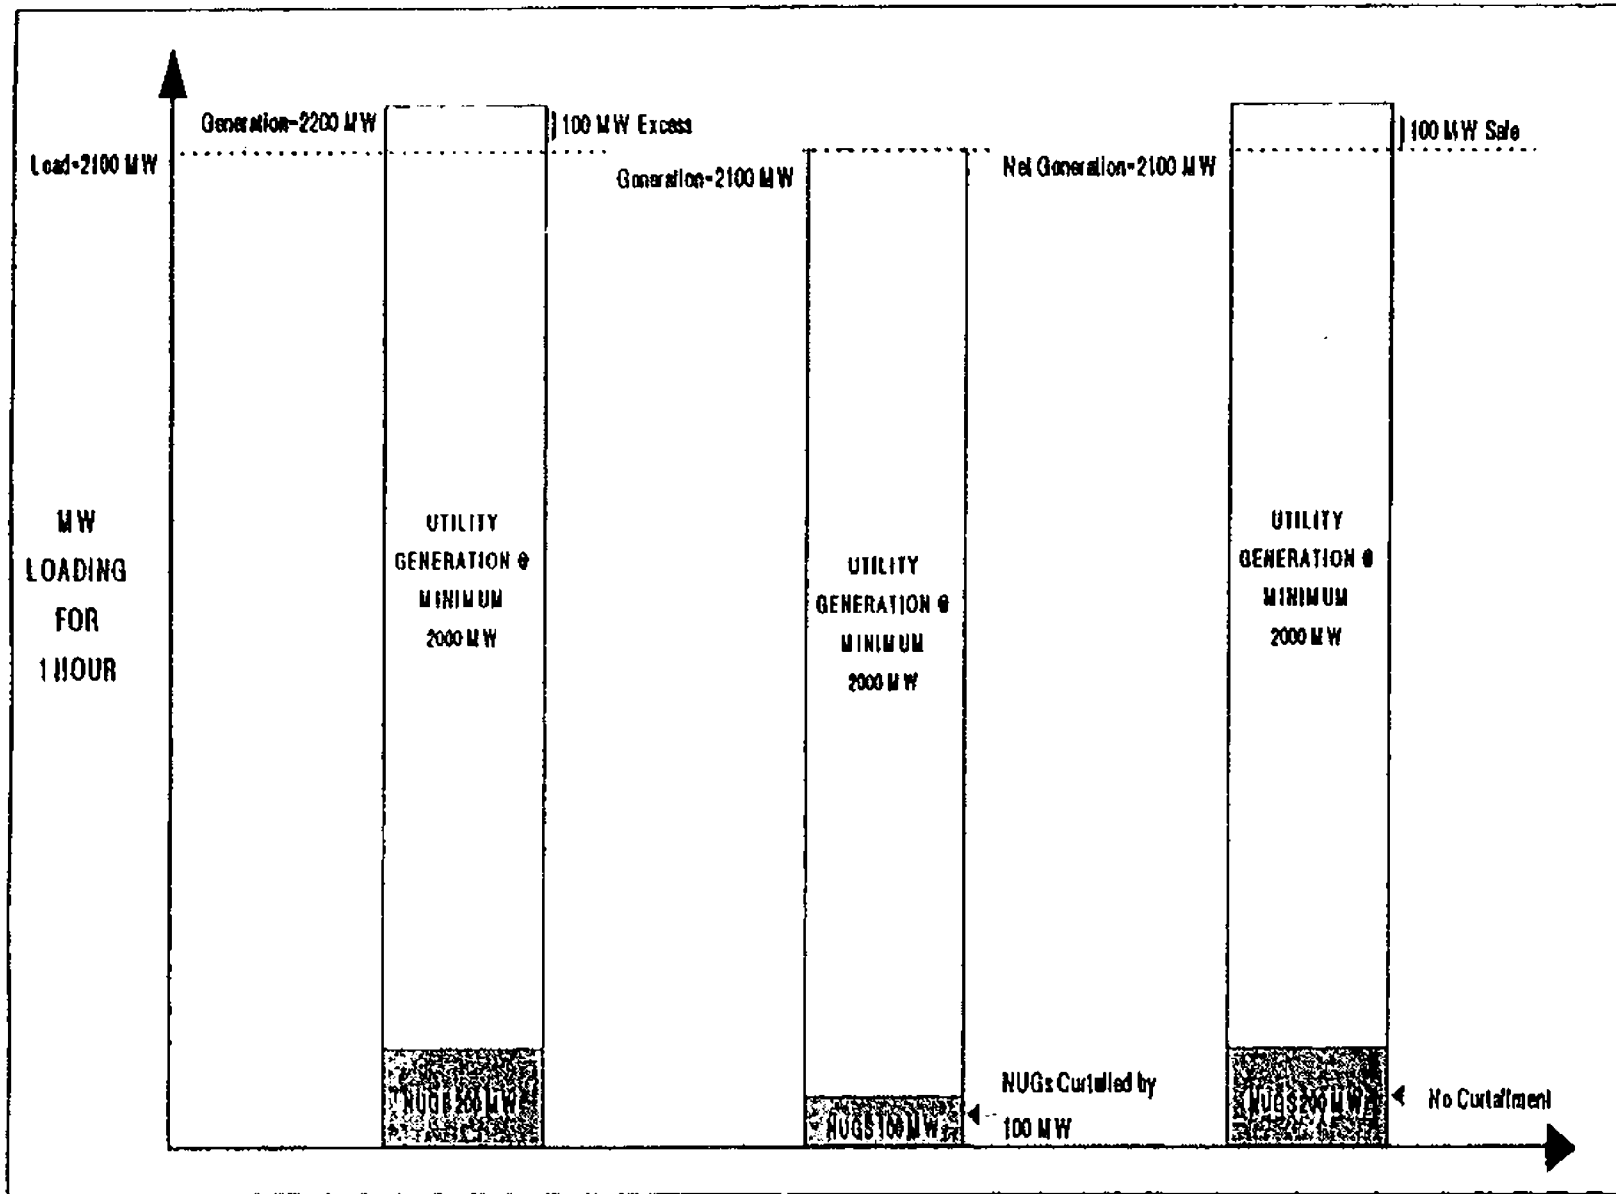 Generation=2200 MW
100 MW Excess
Load=2100 MW
Generation=2100 MW
Net Generation=2100 MW
100 MW Sale
MW
LOADING
FOR
1 HOUR
UTILITY
GENERATION @
MINIMUM
2000 MW
UTILITY
GENERATION @
MINIMUM
2000 MW
UTILITY
GENERATION @
MINIMUM
2000 MW
NUGS 200 MW
NUGS 100 MW
NUGs Curtailed by
100 MW
NUGS 200 MW
No Curtailment